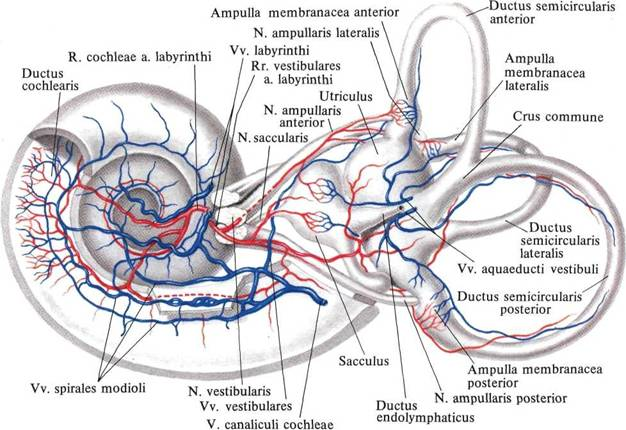 Ampulla membranacea anterior
N. ampullaris lateralis
Ductus semicircularis
anterior
R. cochleae a. labyrinthi
Vv. labyrinthi
Rr. vestibulares
a. labyrinthi
Ductus
cochlearis
Utriculus
N. ampullaris
anterior
N. saccularis
Ampulla
membranacea
lateralis
Crus commune
Ductus
semicircularis
lateralis
Vv. aquaeducti vestibuli
Ductus semicircularis
posterior
Sacculus
Ampulla membranacea
posterior
N. ampullaris posterior
Ductus
endolymphaticus
Vv. spirales modioli
N. vestibularis
Vv. vestibulares
V. canaliculi cochleae